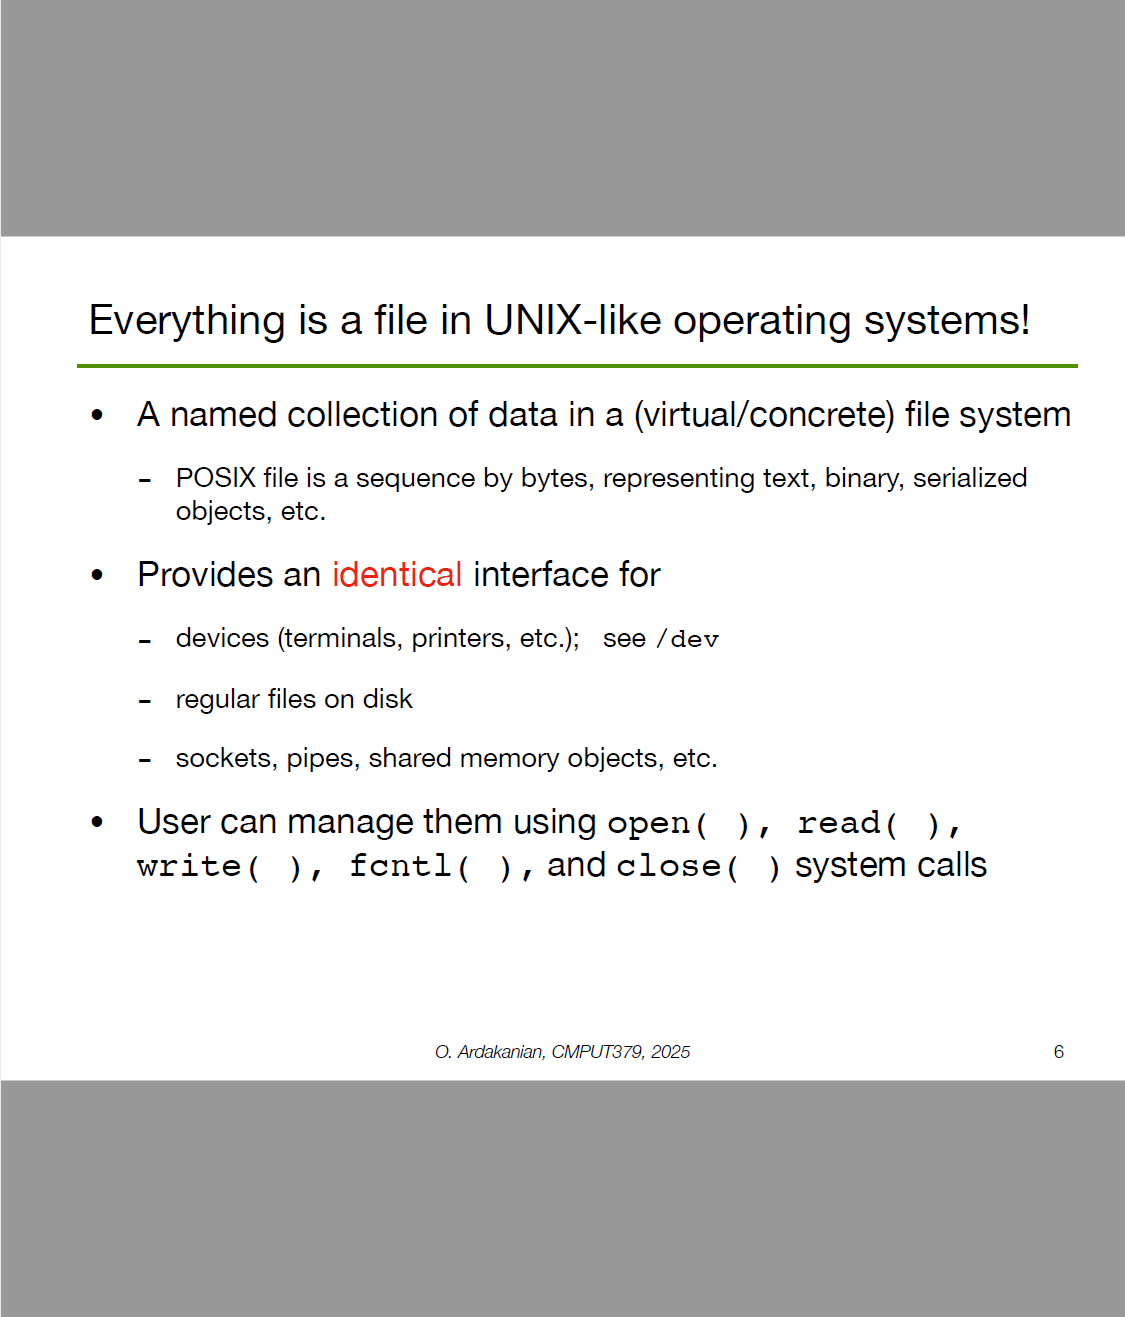 Everything is a file in UNIX-like operating systems!
• A named collection of data in a (virtual/concrete) file system
- POSIX file is a sequence by bytes, representing text, binary, serialized
objects, etc.
• Provides an identical interface for
- devices (terminals, printers, etc.); see /dev
- regular files on disk
- sockets, pipes, shared memory objects, etc.
• User can manage them using open( ), read( ),
write( ), fcntl( ), and close( ) system calls
O. Ardakanian, CMPUT379, 2025
6